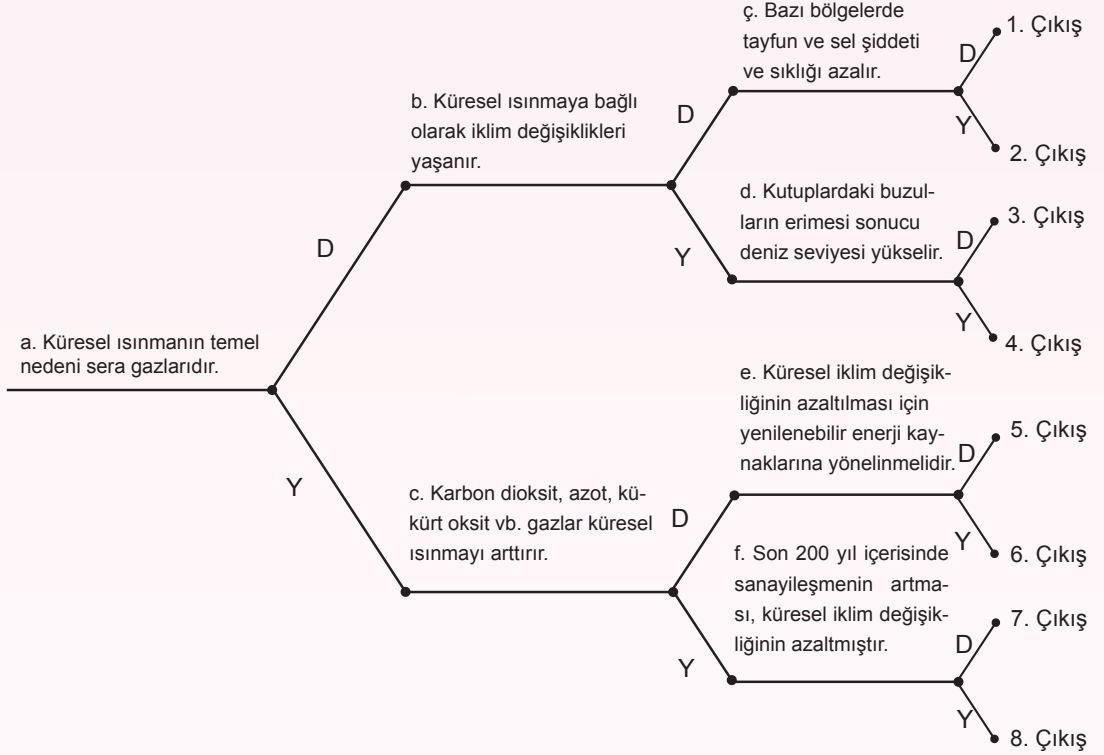 a. Küresel ısınmanın temel
nedeni sera gazlarıdır.
D
Y
b. Küresel ısınmaya bağlı
olarak iklim değişiklikleri
yaşanır.
D
Y
c. Karbon dioksit, azot, kü-
kürt oksit vb. gazlar küresel
ısınmayı arttırır.
D
Y
ç. Bazı bölgelerde
tayfun ve sel şiddeti
ve sıklığı azalır.
D
Y
1. Çıkış
2. Çıkış
d. Kutuplardaki buzul-
ların erimesi sonucu
deniz seviyesi yükselir.
D
Y
3. Çıkış
4. Çıkış
e. Küresel iklim değişik-
liğinin azaltılması için
yenilenebilir enerji kay-
naklarına yönelinmelidir.
D
Y
5. Çıkış
6. Çıkış
f. Son 200 yıl içerisinde
sanayileşmenin artma-
sı, küresel iklim değişik-
liğinin azaltmıştır.
D
Y
7. Çıkış
8. Çıkış